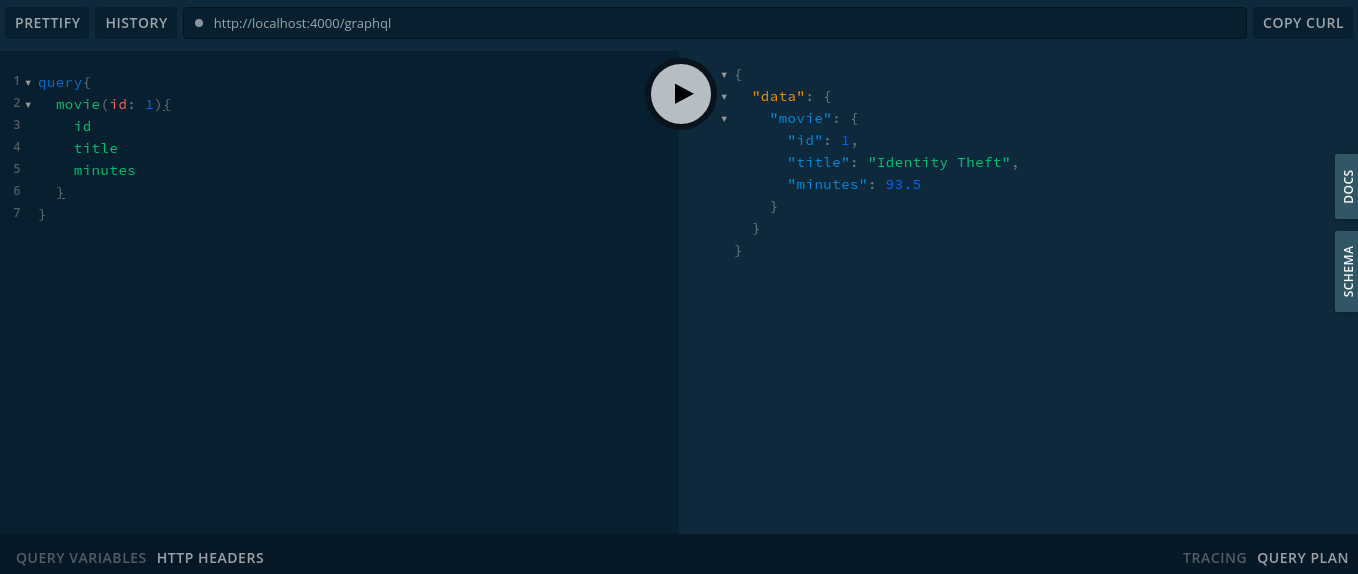 PRETTIFY HISTORY http://localhost:4000/graphql COPY CURL
1 query{
2 movie(id: 1){
3 id
4 title
5 minutes
6 }
7 }
{
"data": {
"movie": {
"id": 1,
"title": "Identity Theft",
"minutes": 93.5
}
}
}
DOCS
SCHEMA
QUERY VARIABLES HTTP HEADERS TRACING QUERY PLAN